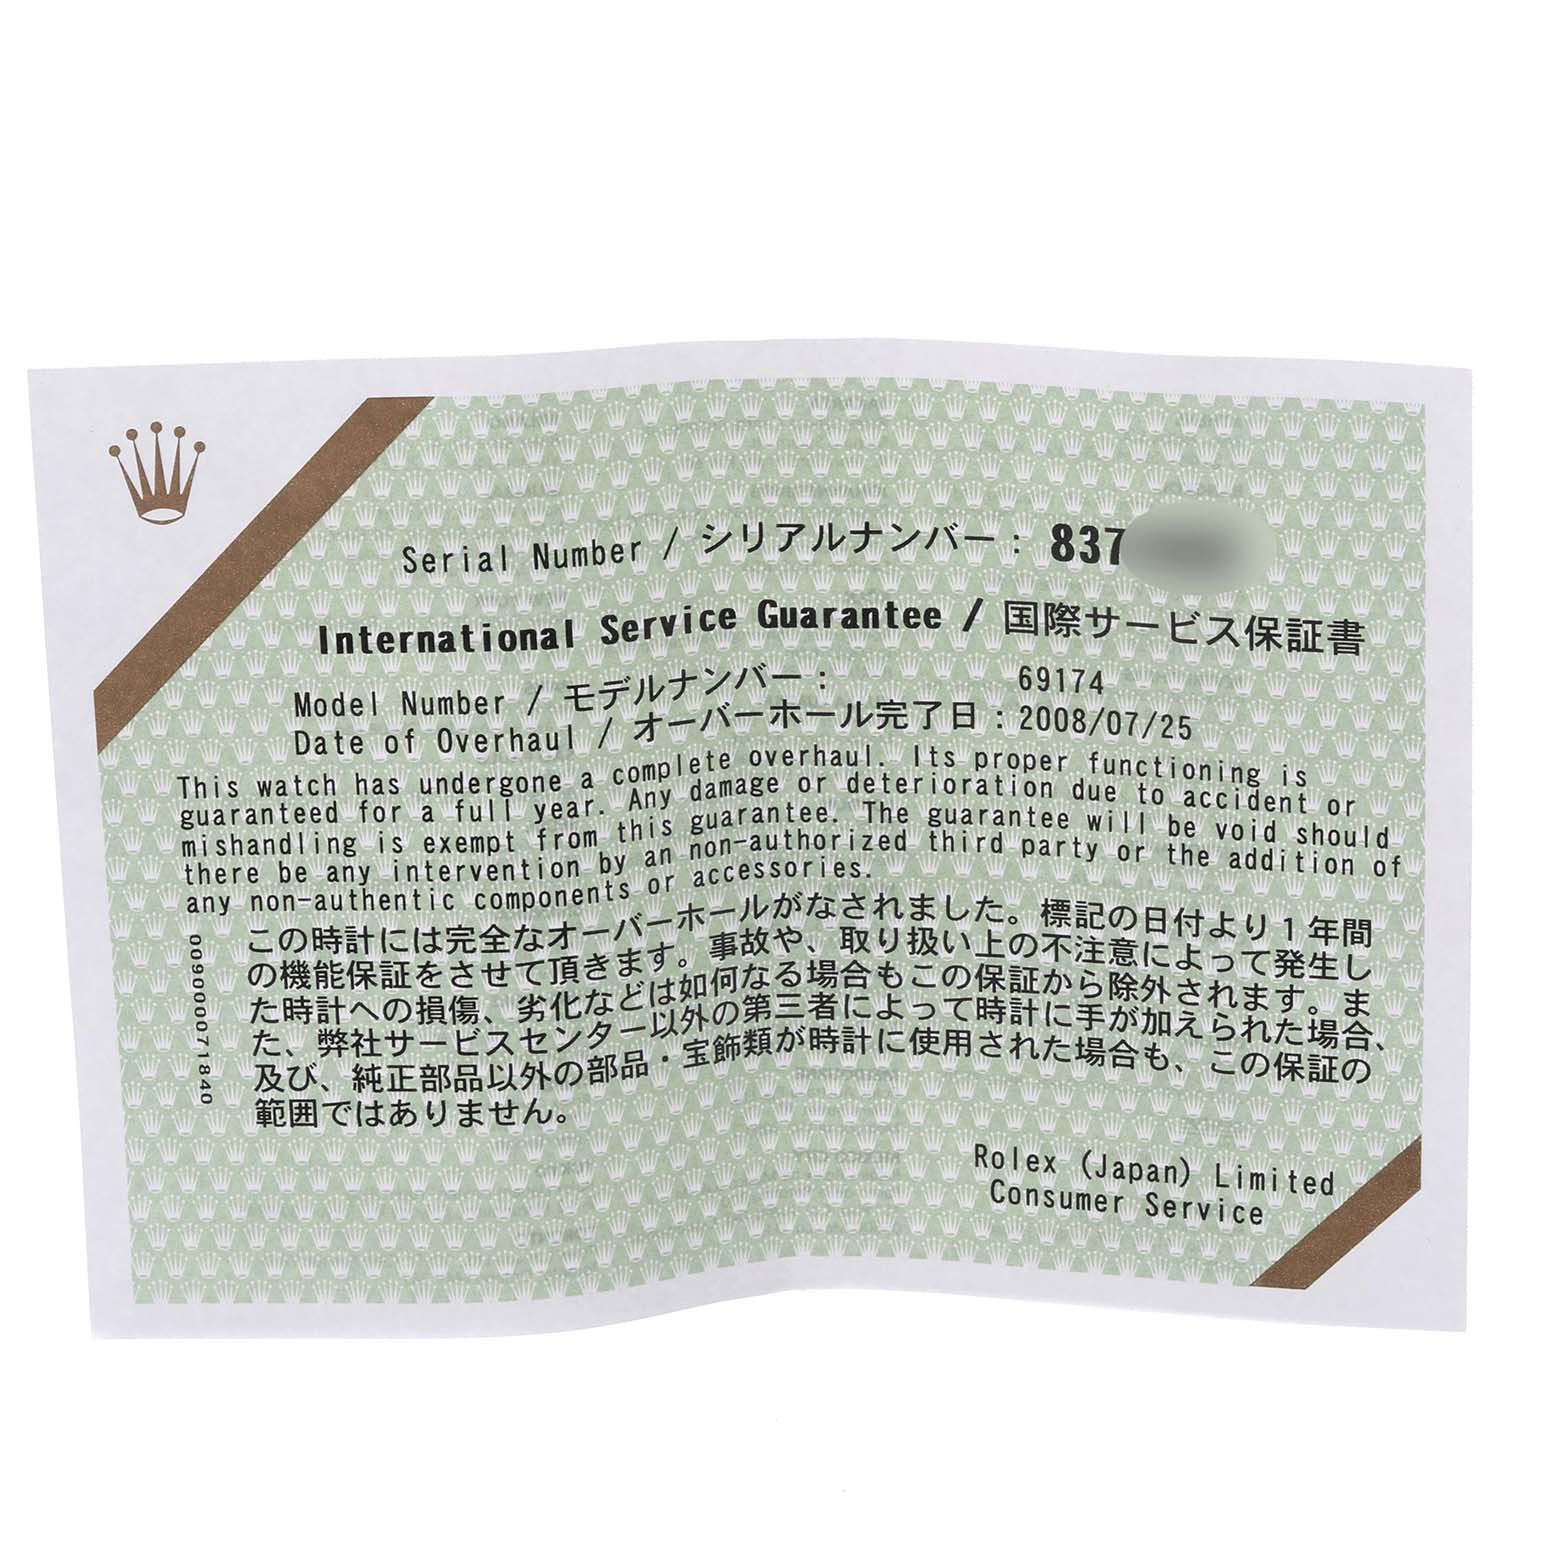 Serial Number / シリアルナンバー： 837
International Service Guarantee / 国際サービス保証書
Model Number / モデルナンバー： 69174
Date of Overhaul / オーバーホール完了日：2008/07/25
This watch has undergone a complete overhaul. Its proper functioning is
guaranteed for a full year. Any damage or deterioration due to accident or
mishandling is exempt from this guarantee. The guarantee will be void should
there be any intervention by an non-authorized third party or the addition of
any non-authentic components or accessories.
この時計には完全なオーバーホールがなされました。標記の日付より１年間
の機能保証をさせて頂きます。事故や、取り扱い上の不注意によって発生し
た時計への損傷、劣化などは如何なる場合もこの保証から除外されます。ま
た、弊社サービスセンター以外の第三者によって時計に手が加えられた場合、
及び、純正部品以外の部品・宝飾類が時計に使用された場合も、この保証の
範囲ではありません。
0090000071840
Rolex (Japan) Limited
Consumer Service